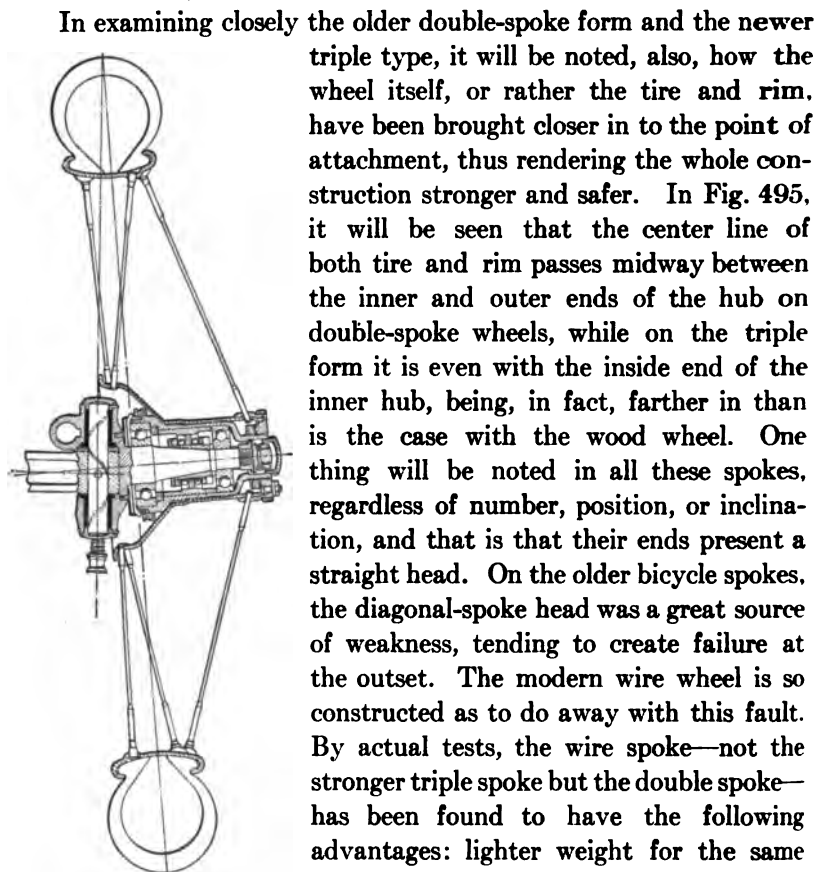 In examining closely the older double-spoke form and the newer
triple type, it will be noted, also, how the
wheel itself, or rather the tire and rim,
have been brought closer in to the point of
attachment, thus rendering the whole con-
struction stronger and safer. In Fig. 495,
it will be seen that the center line of
both tire and rim passes midway between
the inner and outer ends of the hub on
double-spoke wheels, while on the triple
form it is even with the inside end of the
inner hub, being, in fact, farther in than
is the case with the wood wheel. One
thing will be noted in all these spokes,
regardless of number, position, or inclina-
tion, and that is that their ends present a
straight head. On the older bicycle spokes,
the diagonal-spoke head was a great source
of weakness, tending to create failure at
the outset. The modern wire wheel is so
constructed as to do away with this fault.
By actual tests, the wire spoke—not the
stronger triple spoke but the double spoke—
has been found to have the following
advantages: lighter weight for the same